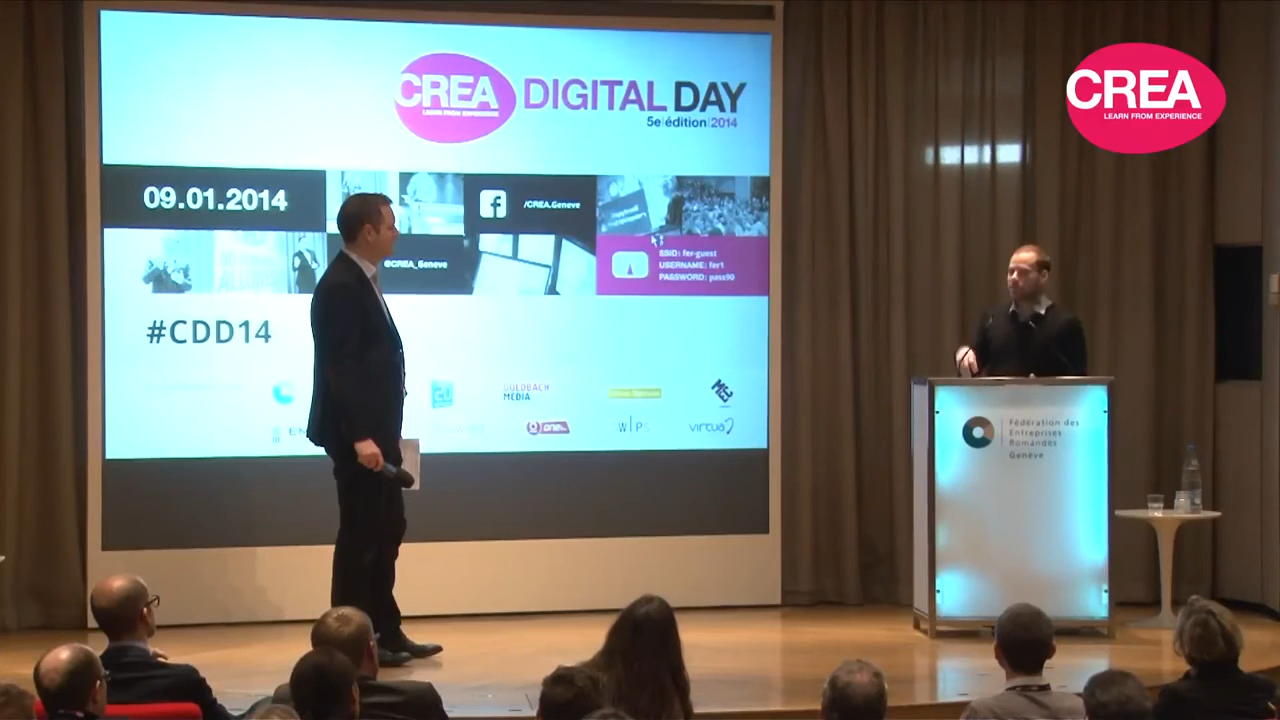 CREA
LEARN FROM EXPERIENCE
DIGITAL DAY
5e|édition|2014
CREA
LEARN FROM EXPERIENCE
09.01.2014
/CREA.Geneve
@CREA_Geneve
SSID: fer-guest
USERNAME: fer1
PASSWORD: pass90
#CDD14
GOLDBACH
MEDIA
one
virtua
Fédération des
Entreprises
Romandes
Genève